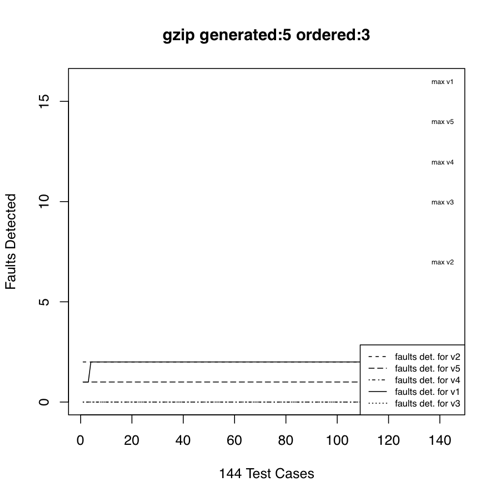 gzip generated:5 ordered:3
Faults Detected
15
10
5
0
max v1
max v5
max v4
max v3
max v2
faults det. for v2
faults det. for v5
faults det. for v4
faults det. for v1
faults det. for v3
0 20 40 60 80 100 120 140
144 Test Cases